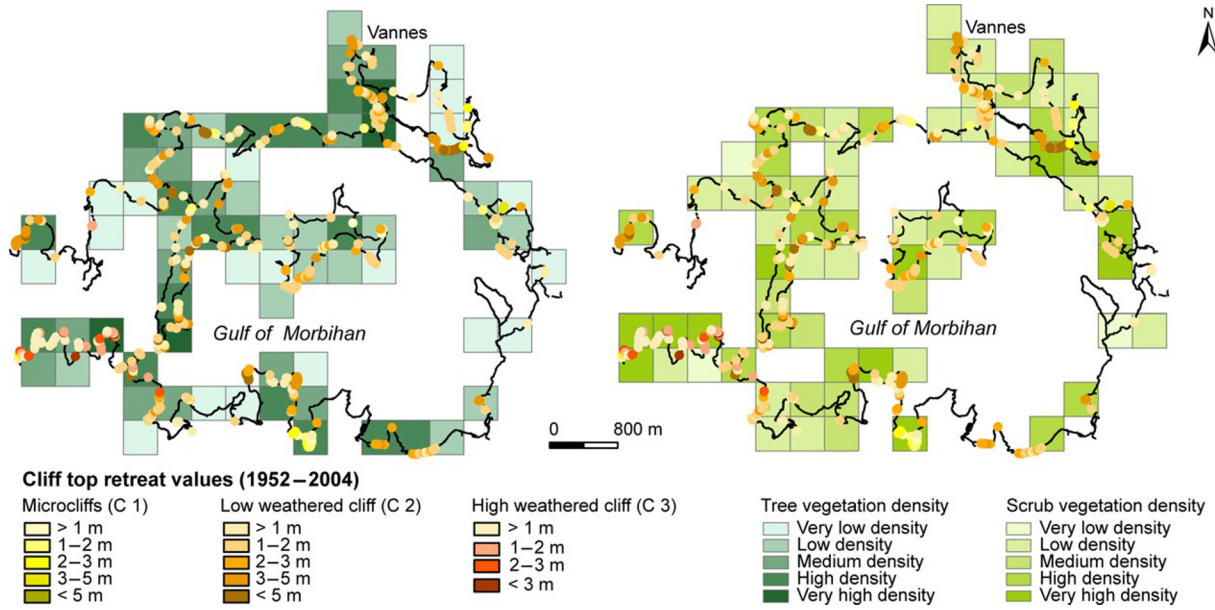 Vannes
Vannes
N
Gulf of Morbihan
Gulf of Morbihan
0 800 m
Cliff top retreat values (1952–2004)
Microcliffs (C 1)
> 1 m
1–2 m
2–3 m
3–5 m
< 5 m
Low weathered cliff (C 2)
> 1 m
1–2 m
2–3 m
3–5 m
< 5 m
High weathered cliff (C 3)
> 1 m
1–2 m
2–3 m
< 3 m
Tree vegetation density
Very low density
Low density
Medium density
High density
Very high density
Scrub vegetation density
Very low density
Low density
Medium density
High density
Very high density